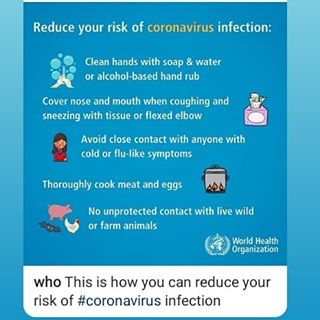 Reduce your risk of coronavirus infection:
Clean hands with soap & water
or alcohol-based hand rub
Cover nose and mouth when coughing and
sneezing with tissue or flexed elbow
Avoid close contact with anyone with
cold or flu-like symptoms
Thoroughly cook meat and eggs
No unprotected contact with live wild
or farm animals
World Health
Organization
who This is how you can reduce your
risk of #coronavirus infection